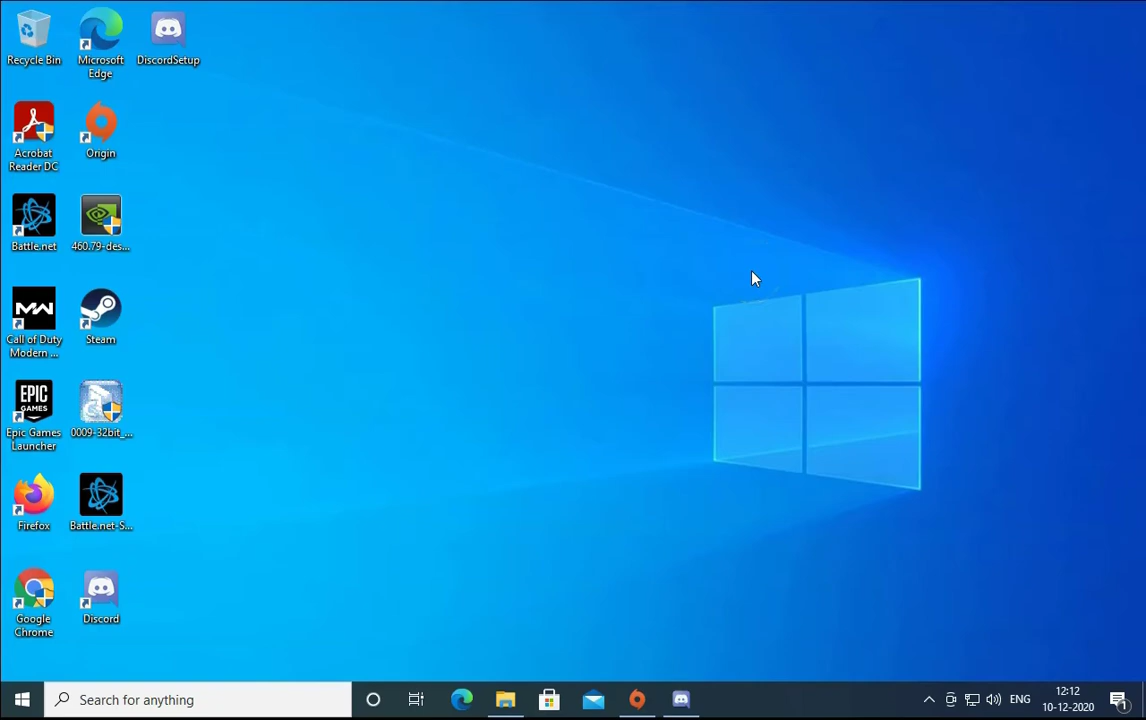 Recycle Bin
Microsoft
Edge
DiscordSetup
Acrobat
Reader DC
Origin
Battle.net
460.79-des...
Call of Duty
Modern ...
Steam
EPIC
GAMES
Epic Games
Launcher
0009-32bit_...
Firefox
Battle.net-S...
Google
Chrome
Discord
Search for anything
ENG
12:12
10-12-2020
1